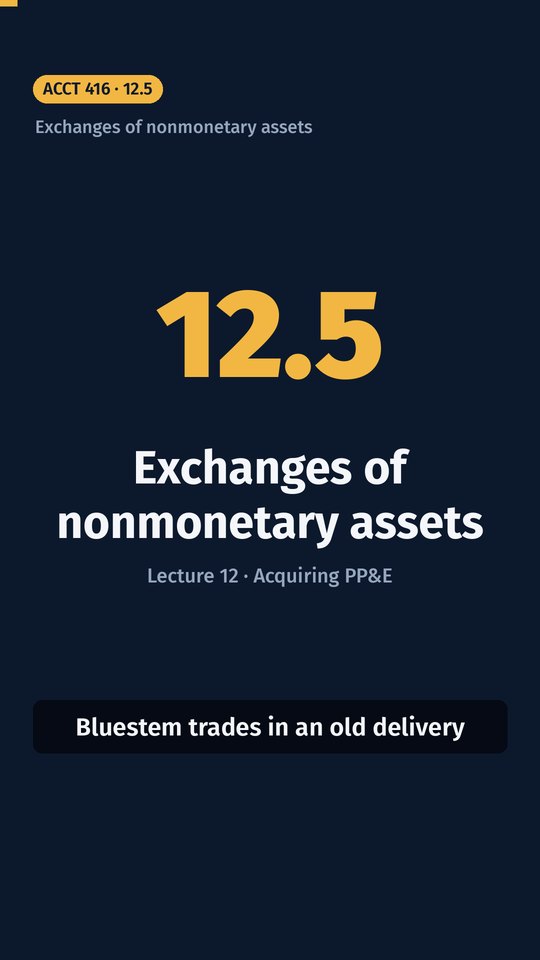 ACCT 416 · 12.5
Exchanges of nonmonetary assets
12.5
Exchanges of
nonmonetary assets
Lecture 12 · Acquiring PP&E
Bluestem trades in an old delivery